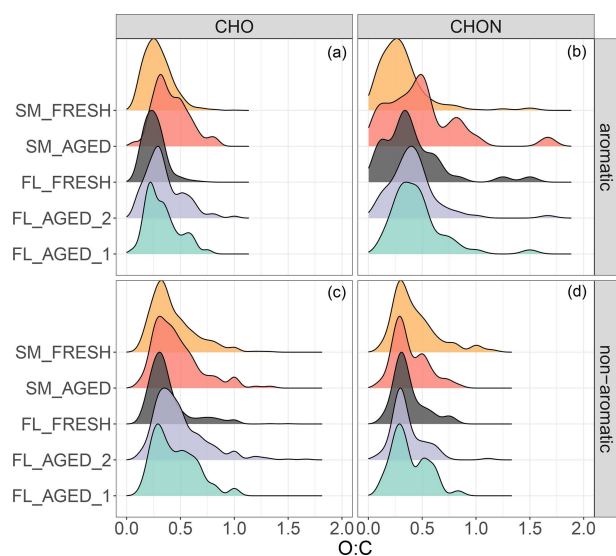 CHO CHON
(a) (b)
SM_FRESH
SM_AGED
FL_FRESH
FL_AGED_2
FL_AGED_1
aromatic
(c) (d)
SM_FRESH
SM_AGED
FL_FRESH
FL_AGED_2
FL_AGED_1
non−aromatic
0.0 0.5 1.0 1.5 2.0 0.0 0.5 1.0 1.5 2.0
O:C